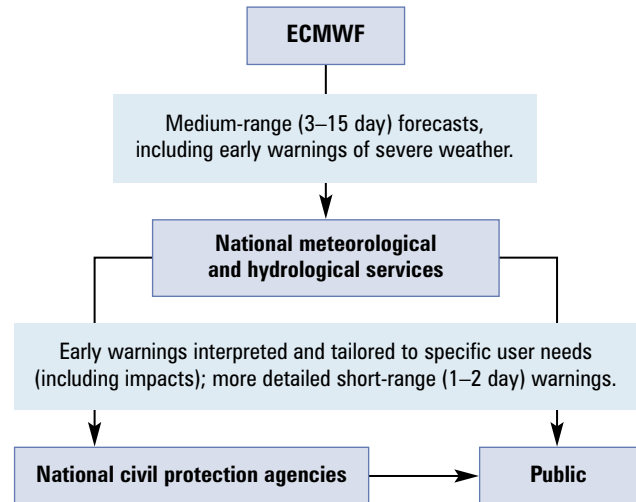 ECMWF
Medium-range (3–15 day) forecasts,
including early warnings of severe weather.
National meteorological
and hydrological services
Early warnings interpreted and tailored to specific user needs
(including impacts); more detailed short-range (1–2 day) warnings.
National civil protection agencies
Public